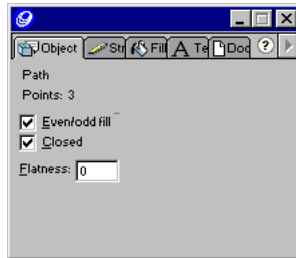 Object Str Fill Te Doc ?
Path
Points: 3
Even/odd fill
Closed
Flatness: 0